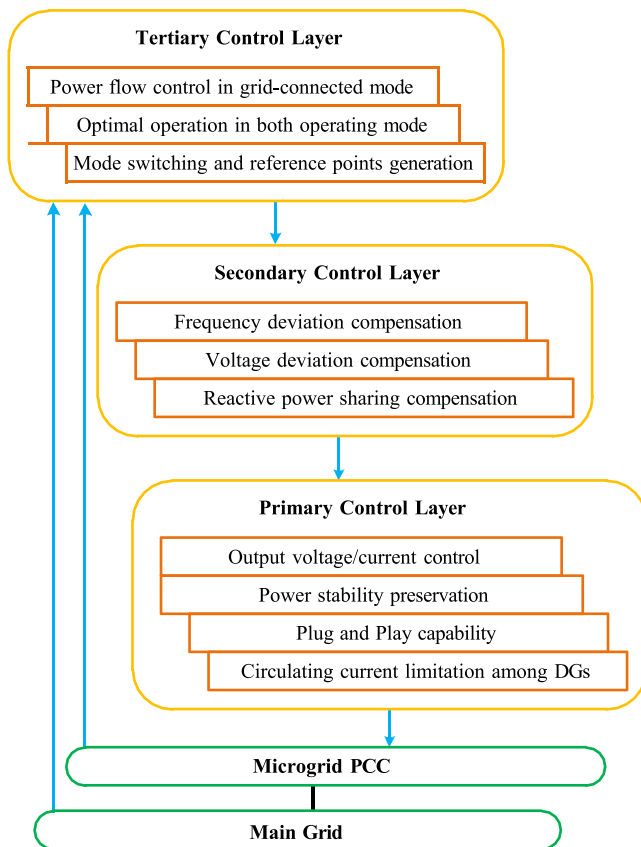 Tertiary Control Layer
Power flow control in grid-connected mode
Optimal operation in both operating mode
Mode switching and reference points generation
Secondary Control Layer
Frequency deviation compensation
Voltage deviation compensation
Reactive power sharing compensation
Primary Control Layer
Output voltage/current control
Power stability preservation
Plug and Play capability
Circulating current limitation among DGs
Microgrid PCC
Main Grid